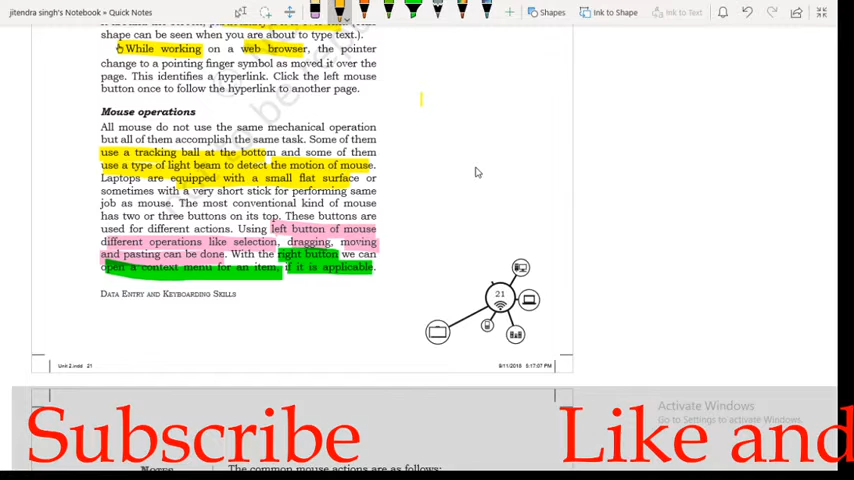 jitendra singh's Notebook » Quick Notes
Shapes
Ink to Shape
Ink to Text
shape can be seen when you are about to type text.).
While working on a web browser, the pointer
change to a pointing finger symbol as moved it over the
page. This identifies a hyperlink. Click the left mouse
button once to follow the hyperlink to another page.
Mouse operations
All mouse do not use the same mechanical operation
but all of them accomplish the same task. Some of them
use a tracking ball at the bottom and some of them
use a type of light beam to detect the motion of mouse.
Laptops are equipped with a small flat surface or
sometimes with a very short stick for performing same
job as mouse. The most conventional kind of mouse
has two or three buttons on its top. These buttons are
used for different actions. Using left button of mouse
different operations like selection, dragging, moving
and pasting can be done. With the right button we can
open a context menu for an item, if it is applicable.
Data Entry and Keyboarding Skills
21
Unit 2.indd 21
9/11/2018 5:17:07 PM
Activate Windows
Go to Settings to activate Windows.
Subscribe Like and
Notes
The common mouse actions are as follows: